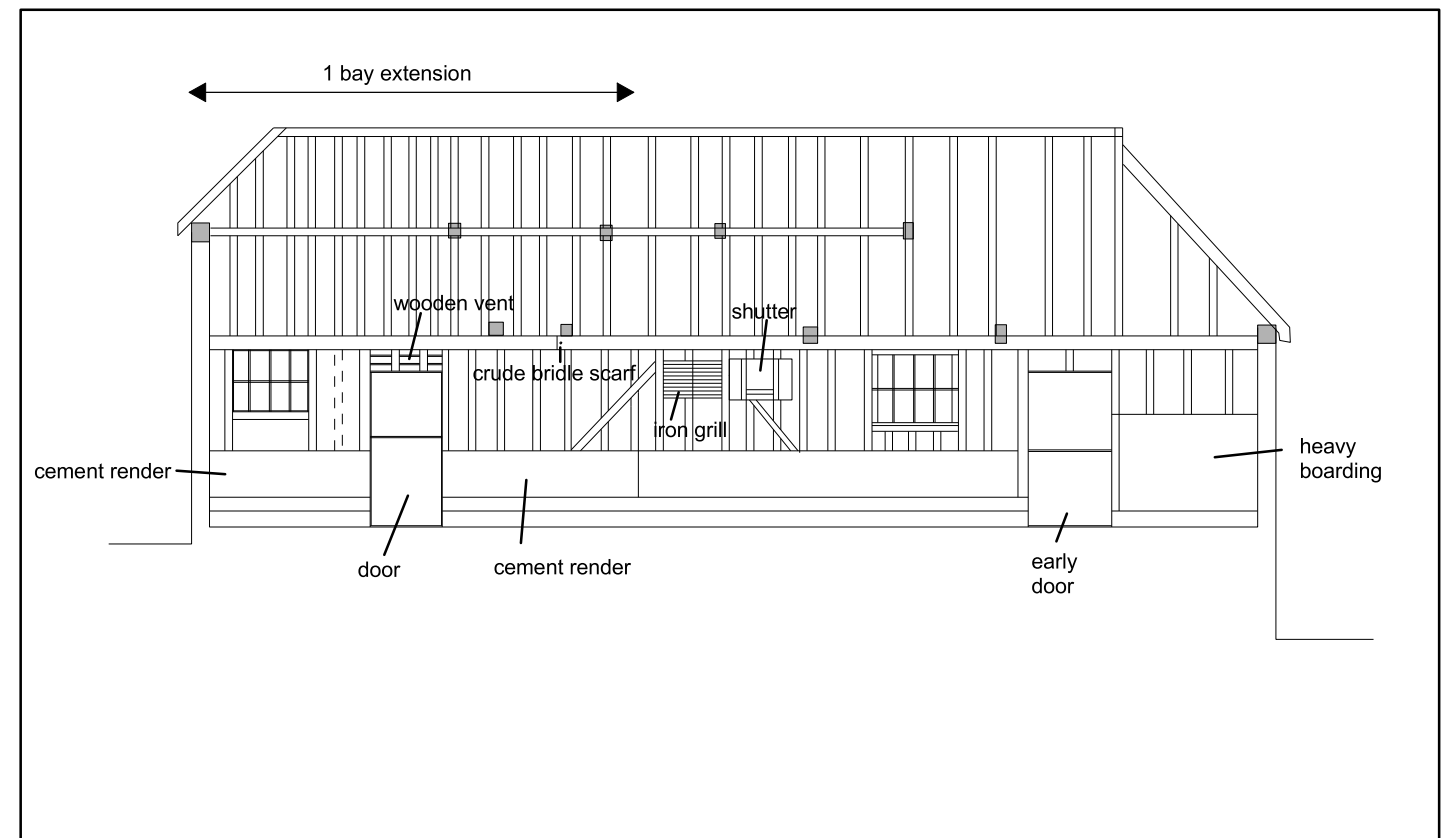 1 bay extension
wooden vent
shutter
crude bridle scarf
iron grill
cement render
heavy
boarding
door
cement render
early
door